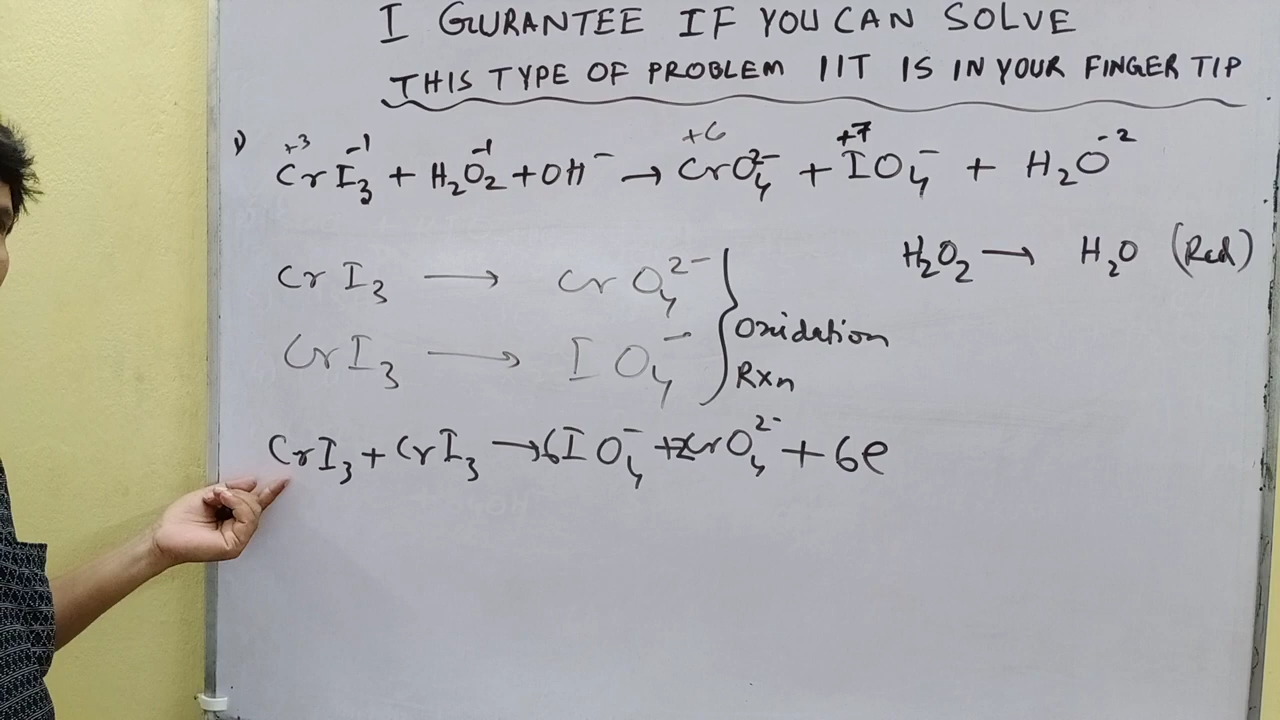 I GURANTEE IF YOU CAN SOLVE
THIS TYPE OF PROBLEM IIT IS IN YOUR FINGER TIP
+3 -1 -1 +6 +7 -2
1) CrI₃ + H₂O₂ + OH⁻ → CrO₄²⁻ + IO₄⁻ + H₂O
H₂O₂ → H₂O (Red)
CrI₃ → CrO₄²⁻
CrI₃ → IO₄⁻
Oxidation
Rxn
CrI₃ + CrI₃ → 6IO₄⁻ + 2CrO₄²⁻ + 6e